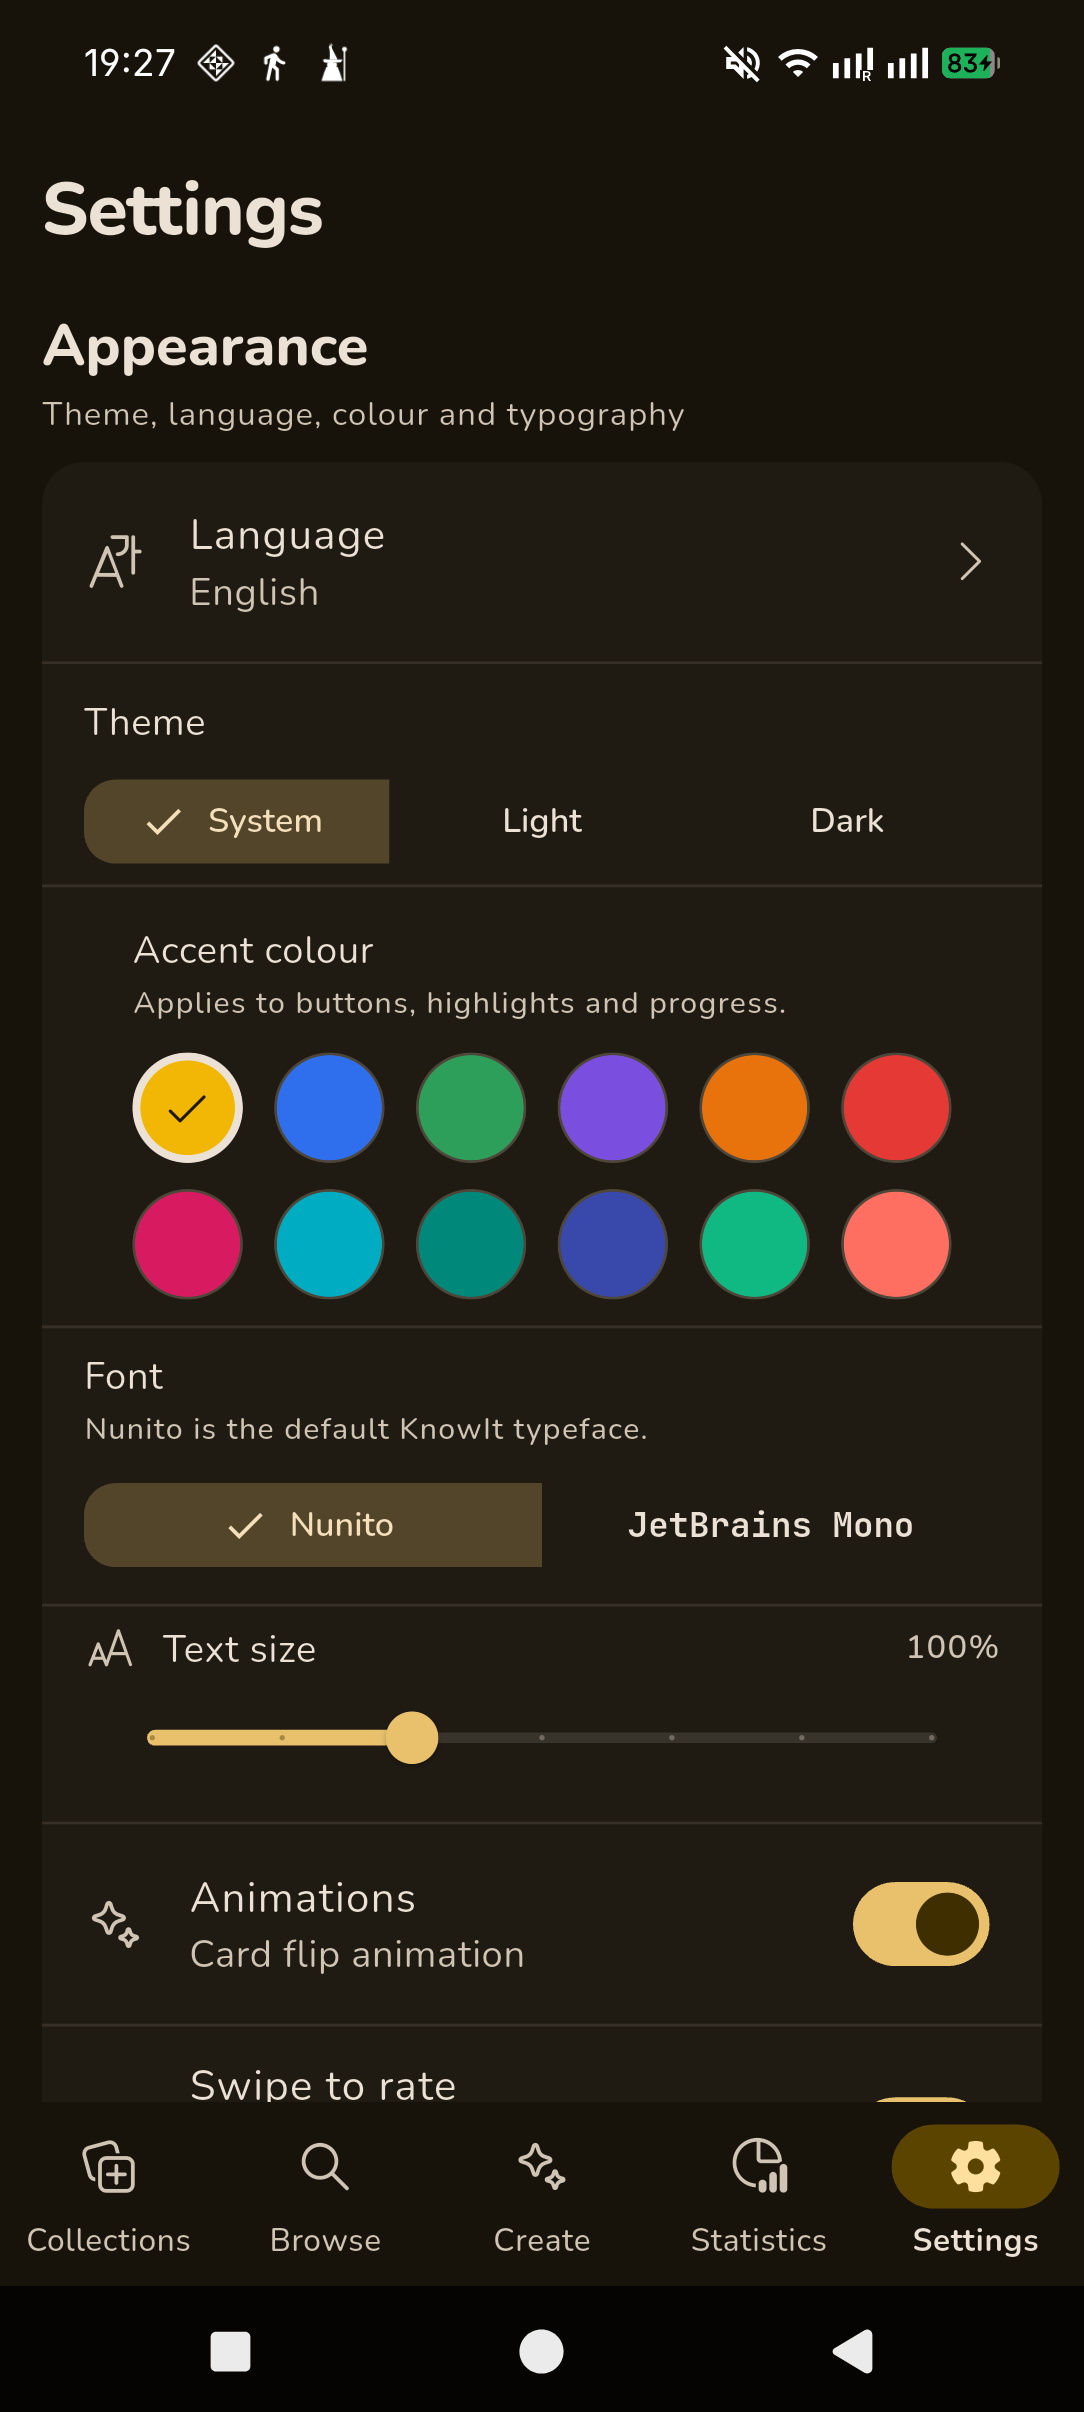 19:27
R
83
Settings
Appearance
Theme, language, colour and typography
Language
English
Theme
System
Light
Dark
Accent colour
Applies to buttons, highlights and progress.
Font
Nunito is the default KnowIt typeface.
Nunito
JetBrains Mono
Text size
100%
Animations
Card flip animation
Swipe to rate
Collections
Browse
Create
Statistics
Settings